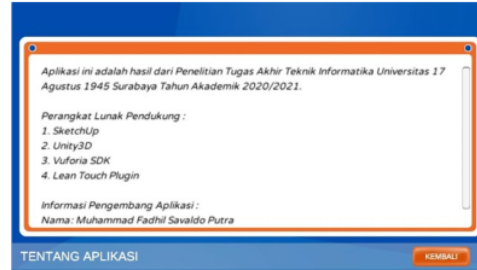 Aplikasi ini adalah hasil dari Penelitian Tugas Akhir Teknik Informatika Universitas 17
Agustus 1945 Surabaya Tahun Akademik 2020/2021.
Perangkat Lunak Pendukung :
1. SketchUp
2. Unity3D
3. Vuforia SDK
4. Lean Touch Plugin
Informasi Pengembang Aplikasi :
Nama: Muhammad Fadhil Savaldo Putra
TENTANG APLIKASI
KEMBALI